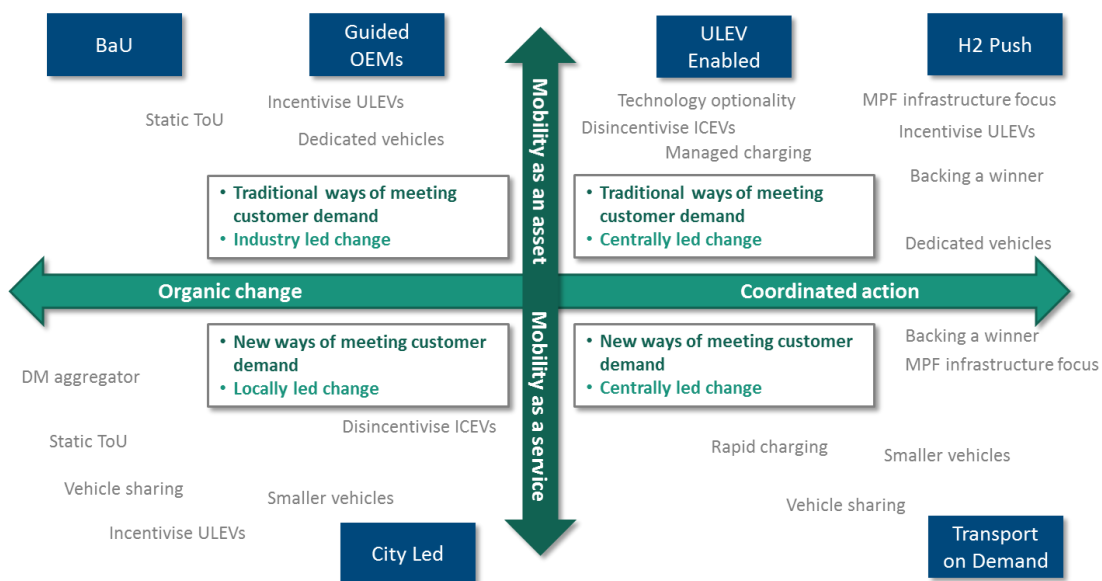 BaU
Guided
OEMs
ULEV
Enabled
H2 Push
Incentivise ULEVs
Static ToU
Dedicated vehicles
Technology optionality
Disincentivise ICEVs
Managed charging
MPF infrastructure focus
Incentivise ULEVs
Backing a winner
Dedicated vehicles
Mobility as an asset
• Traditional ways of meeting
customer demand
• Industry led change
• Traditional ways of meeting
customer demand
• Centrally led change
Organic change
Coordinated action
Mobility as a service
• New ways of meeting customer
demand
• Locally led change
• New ways of meeting customer
demand
• Centrally led change
DM aggregator
Static ToU
Disincentivise ICEVs
Vehicle sharing
Smaller vehicles
Incentivise ULEVs
City Led
Backing a winner
MPF infrastructure focus
Rapid charging
Smaller vehicles
Vehicle sharing
Transport
on Demand